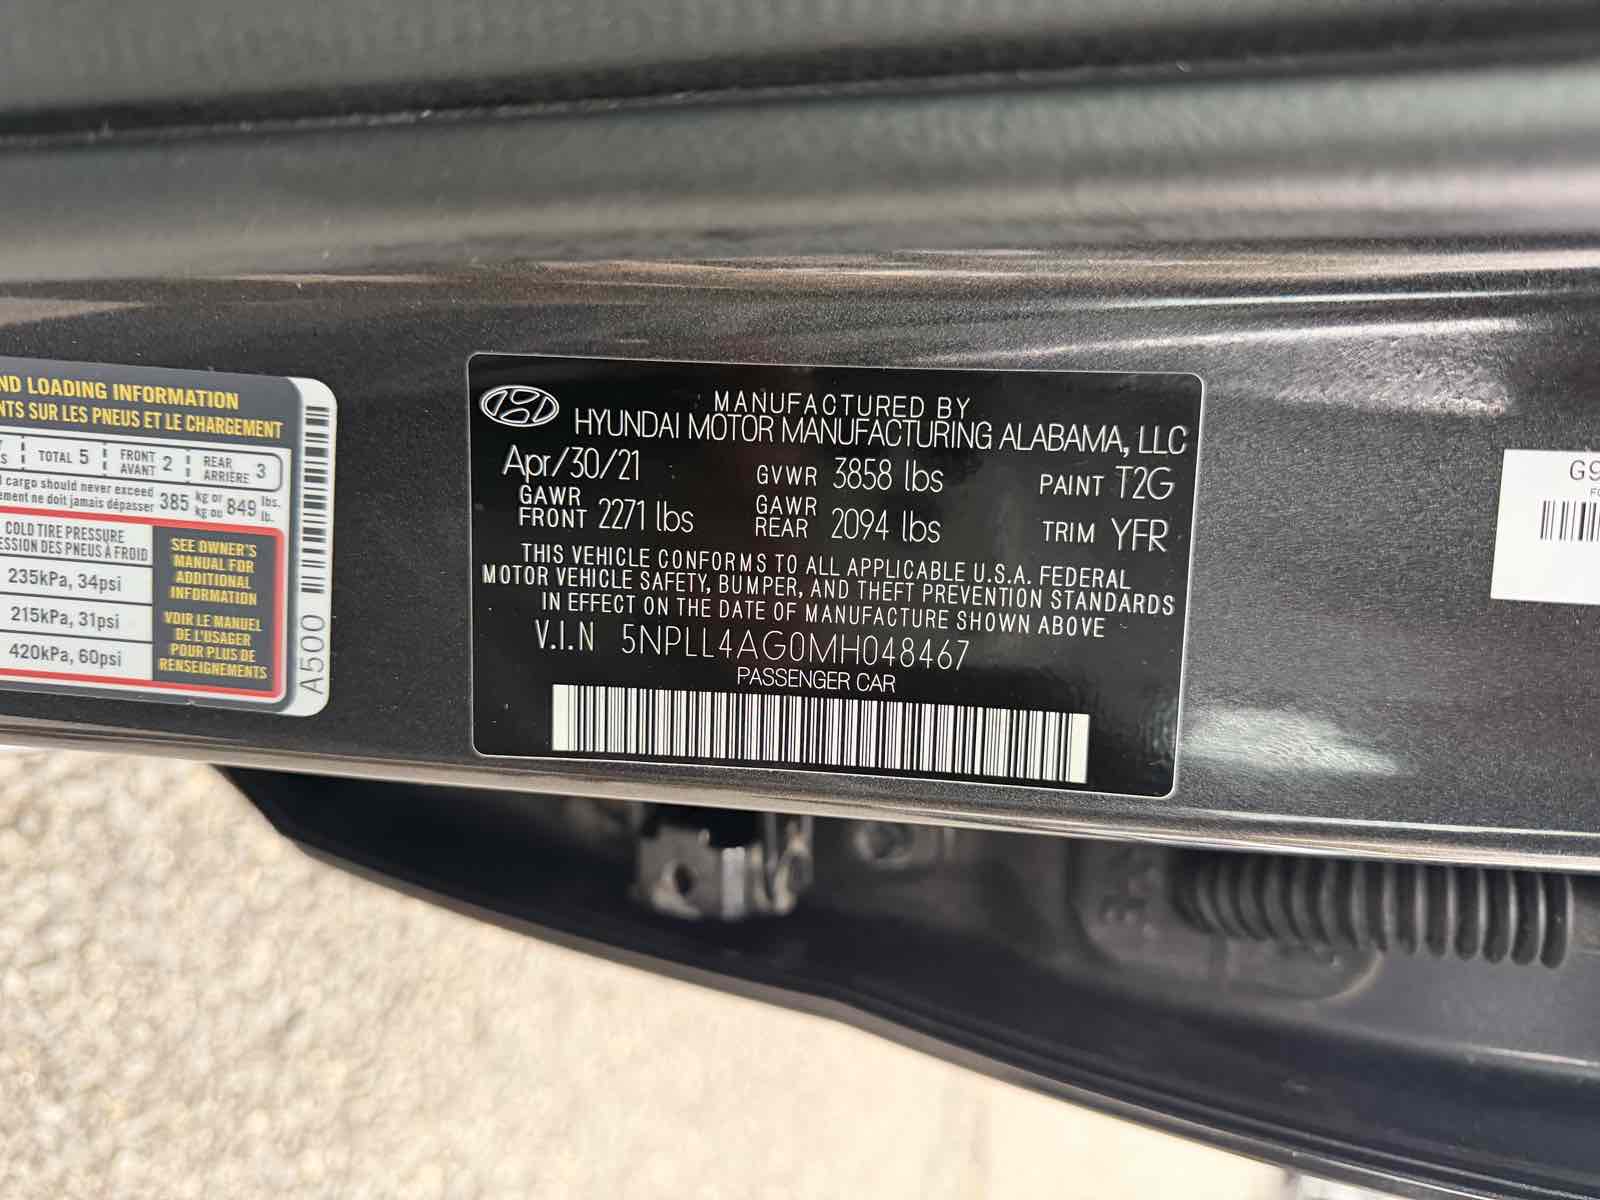 ND LOADING INFORMATION
NTS SUR LES PNEUS ET LE CHARGEMENT
TOTAL 5 FRONT AVANT 2 REAR ARRIÈRE 3
cargo should never exceed 385 kg or 849 lbs.
ement ne doit jamais dépasser 385 kg ou 849 lb.
COLD TIRE PRESSURE
ESSION DES PNEUS À FROID
235kPa, 34psi
215kPa, 31psi
420kPa, 60psi
SEE OWNER'S
MANUAL FOR
ADDITIONAL
INFORMATION
VOIR LE MANUEL
DE L'USAGER
POUR PLUS DE
RENSEIGNEMENTS
A500
MANUFACTURED BY
HYUNDAI MOTOR MANUFACTURING ALABAMA, LLC
Apr/30/21 GVWR 3858 lbs PAINT T2G
GAWR FRONT 2271 lbs GAWR REAR 2094 lbs TRIM YFR
THIS VEHICLE CONFORMS TO ALL APPLICABLE U.S.A. FEDERAL
MOTOR VEHICLE SAFETY, BUMPER, AND THEFT PREVENTION STANDARDS
IN EFFECT ON THE DATE OF MANUFACTURE SHOWN ABOVE
V.I.N 5NPLL4AG0MH048467
PASSENGER CAR
G9